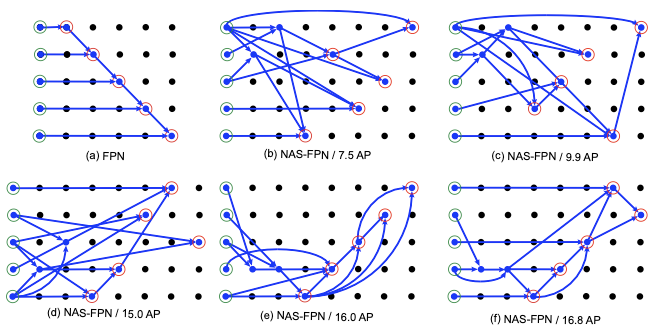 (a) FPN
(b) NAS-FPN / 7.5 AP
(c) NAS-FPN / 9.9 AP
(d) NAS-FPN / 15.0 AP
(e) NAS-FPN / 16.0 AP
(f) NAS-FPN / 16.8 AP